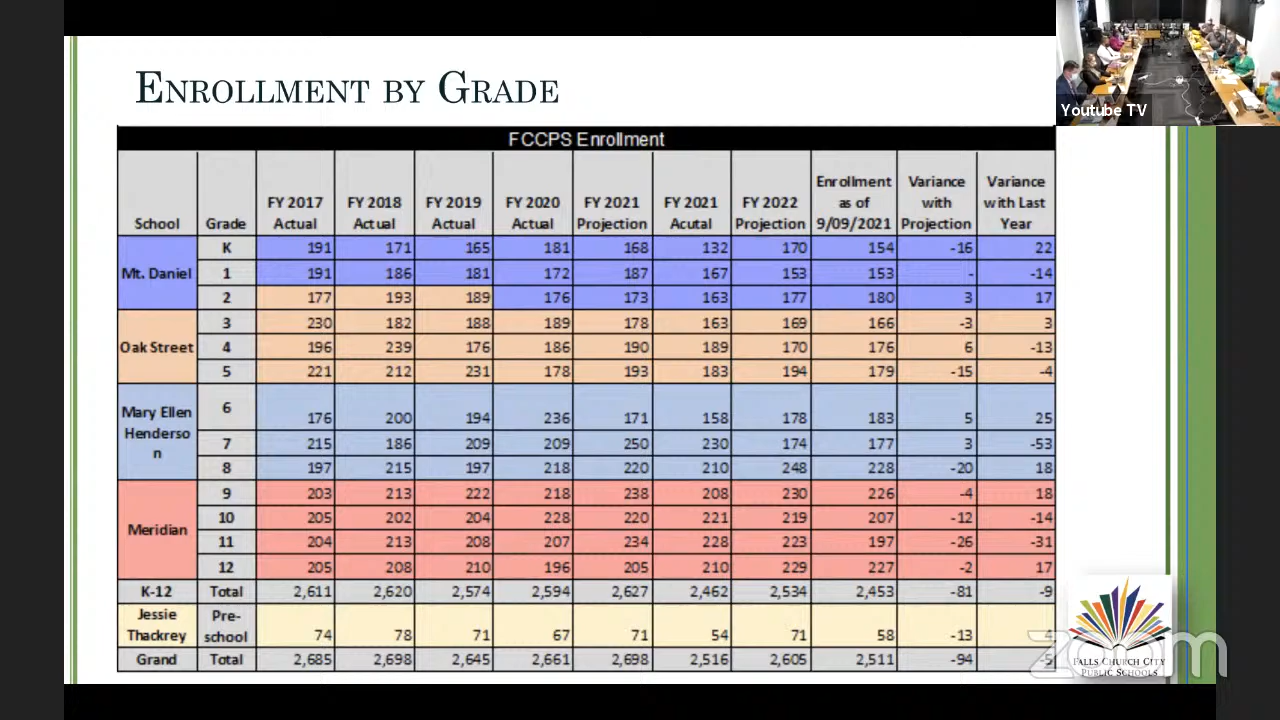 Youtube TV
ENROLLMENT BY GRADE
FCCPS Enrollment
School Grade FY 2017 Actual FY 2018 Actual FY 2019 Actual FY 2020 Actual FY 2021 Projection FY 2021 Acutal FY 2022 Projection Enrollment as of 9/09/2021 Variance with Projection Variance with Last Year
Mt. Daniel
K 191 171 165 181 168 132 170 154 -16 22
1 191 186 181 172 187 167 153 153 - -14
2 177 193 189 176 173 163 177 180 3 17
Oak Street
3 230 182 188 189 178 163 169 166 -3 3
4 196 239 176 186 190 189 170 176 6 -13
5 221 212 231 178 193 183 194 179 -15 -4
Mary Ellen
Henderso
n
6 176 200 194 236 171 158 178 183 5 25
7 215 186 209 209 250 230 174 177 3 -53
8 197 215 197 218 220 210 248 228 -20 18
Meridian
9 203 213 222 218 238 208 230 226 -4 18
10 205 202 204 228 220 221 219 207 -12 -14
11 204 213 208 207 234 228 223 197 -26 -31
12 205 208 210 196 205 210 229 227 -2 17
K-12 Total 2,611 2,620 2,574 2,594 2,627 2,462 2,534 2,453 -81 -9
Jessie
Thackrey
Pre-
school 74 78 71 67 71 54 71 58 -13 4
Grand Total 2,685 2,698 2,645 2,661 2,698 2,516 2,605 2,511 -94 -5
zoom
FALLS CHURCH CITY
PUBLIC SCHOOLS